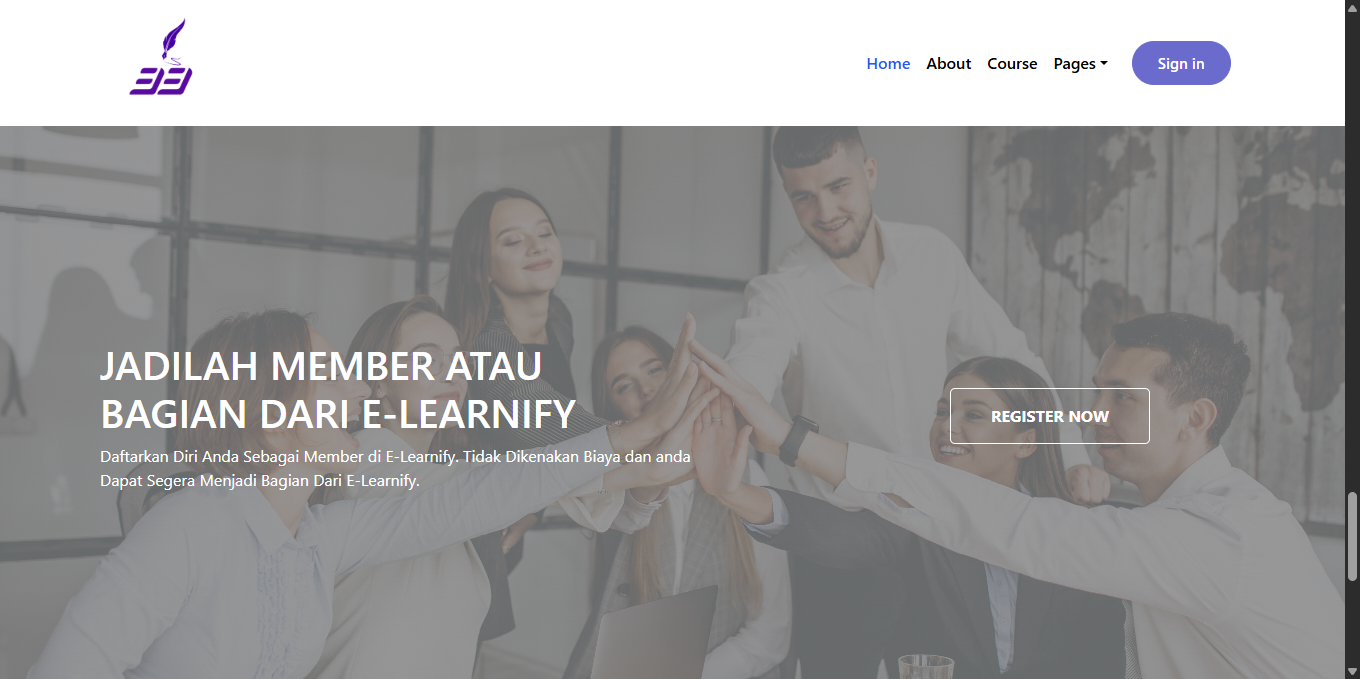 Home About Course Pages Sign in
JADILAH MEMBER ATAU
BAGIAN DARI E-LEARNIFY
Daftarkan Diri Anda Sebagai Member di E-Learnify. Tidak Dikenakan Biaya dan anda
Dapat Segera Menjadi Bagian Dari E-Learnify.
REGISTER NOW